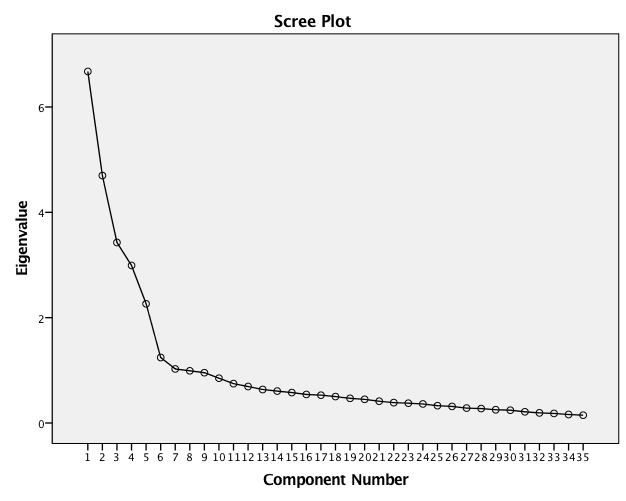 Scree Plot
Eigenvalue
6
4
2
0
1 2 3 4 5 6 7 8 9 10 11 12 13 14 15 16 17 18 19 20 21 22 23 24 25 26 27 28 29 30 31 32 33 34 35
Component Number